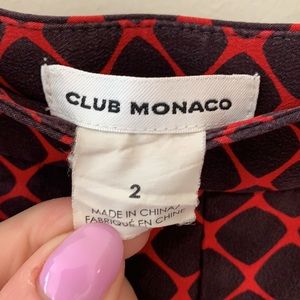 CLUB MONACO
2
MADE IN CHINA/
FABRIQUÉ EN CHINE